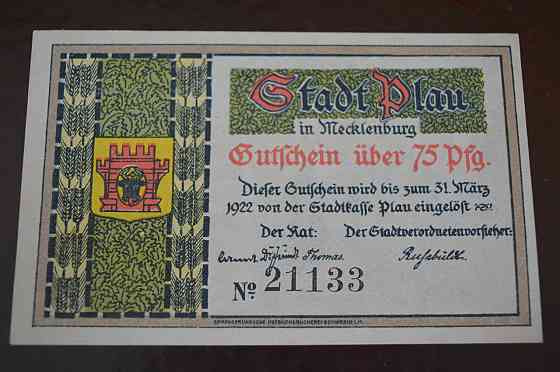 Stadt Plau
in Mecklenburg
Gutschein über 75 Pfg.
Dieser Gutschein wird bis zum 31. März
1922 von der Stadtkasse Plau eingelöst
Der Rat: Der Stadtverordnetenvorsteher:
Thomas.
No. 21133